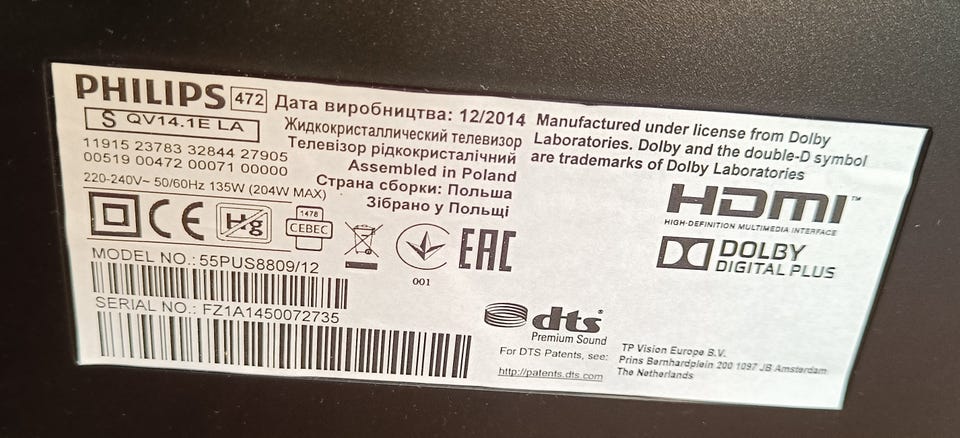 PHILIPS 472
S QV14.1E LA
11915 23783 32844 27905
00519 00472 00071 00000
220-240V~ 50/60Hz 135W (204W MAX)
Дата виробництва: 12/2014
Жидкокристаллический телевизор
Телевізор рідкокристалічний
Assembled in Poland
Страна сборки: Польша
Зібрано у Польщі
CE
Hg
1478
CEBEC
001
EAC
MODEL NO.: 55PUS8809/12
SERIAL NO.: FZ1A1450072735
Manufactured under license from Dolby
Laboratories. Dolby and the double-D symbol
are trademarks of Dolby Laboratories
HDMI™
HIGH-DEFINITION MULTIMEDIA INTERFACE
DOLBY
DIGITAL PLUS
dts
Premium Sound
For DTS Patents, see:
http://patents.dts.com
TP Vision Europe B.V.
Prins Bernhardplein 200 1097 JB Amsterdam
The Netherlands